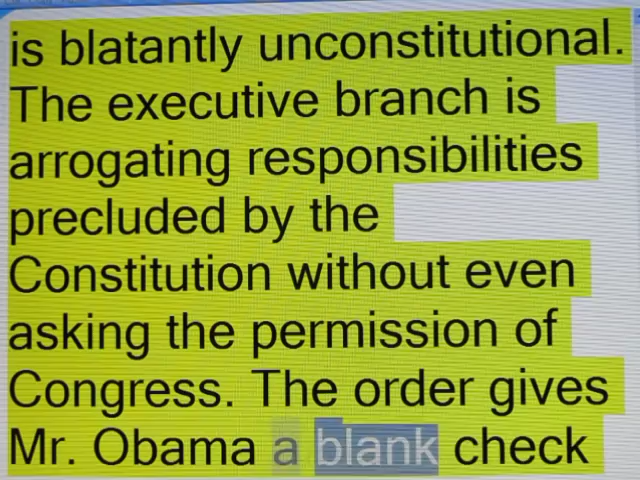 is blatantly unconstitutional.
The executive branch is
arrogating responsibilities
precluded by the
Constitution without even
asking the permission of
Congress. The order gives
Mr. Obama a blank check